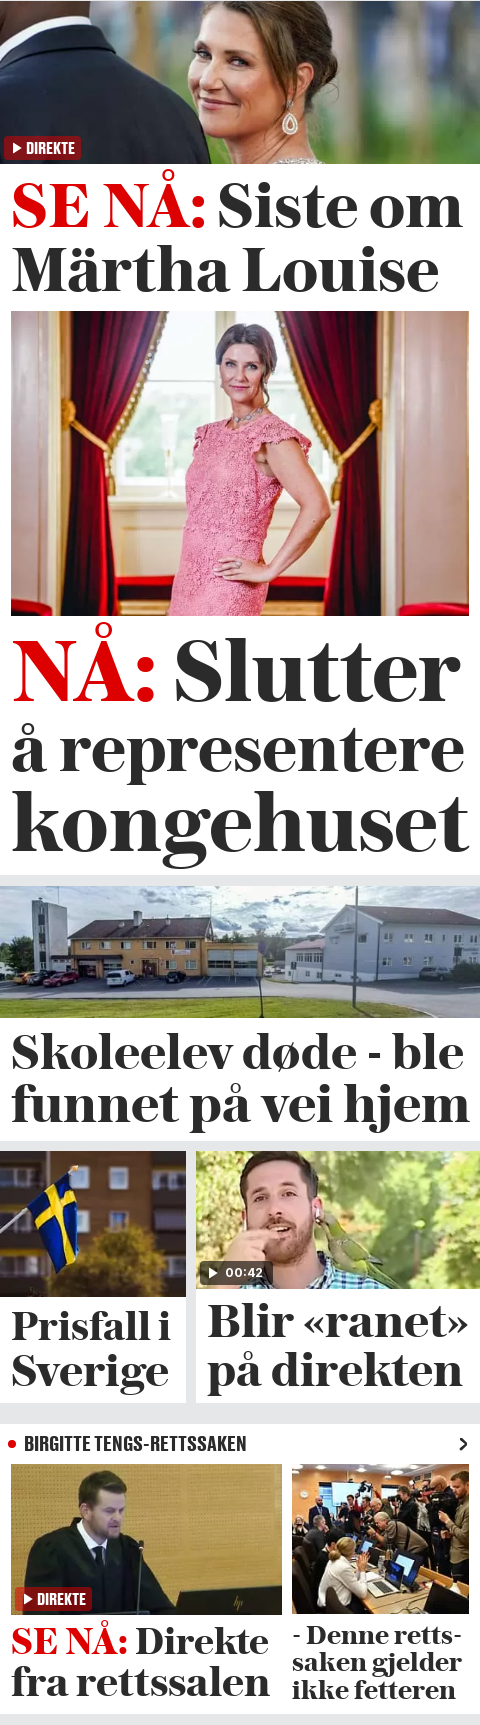 DIREKTE
SE NÅ: Siste om
Märtha Louise
NÅ: Slutter
å representere
kongehuset
Skoleelev døde - ble
funnet på vei hjem
Prisfall i
Sverige
00:42
Blir «ranet»
på direkten
BIRGITTE TENGS-RETTSSAKEN
DIREKTE
SE NÅ: Direkte
fra rettssalen
- Denne retts-
saken gjelder
ikke fetteren